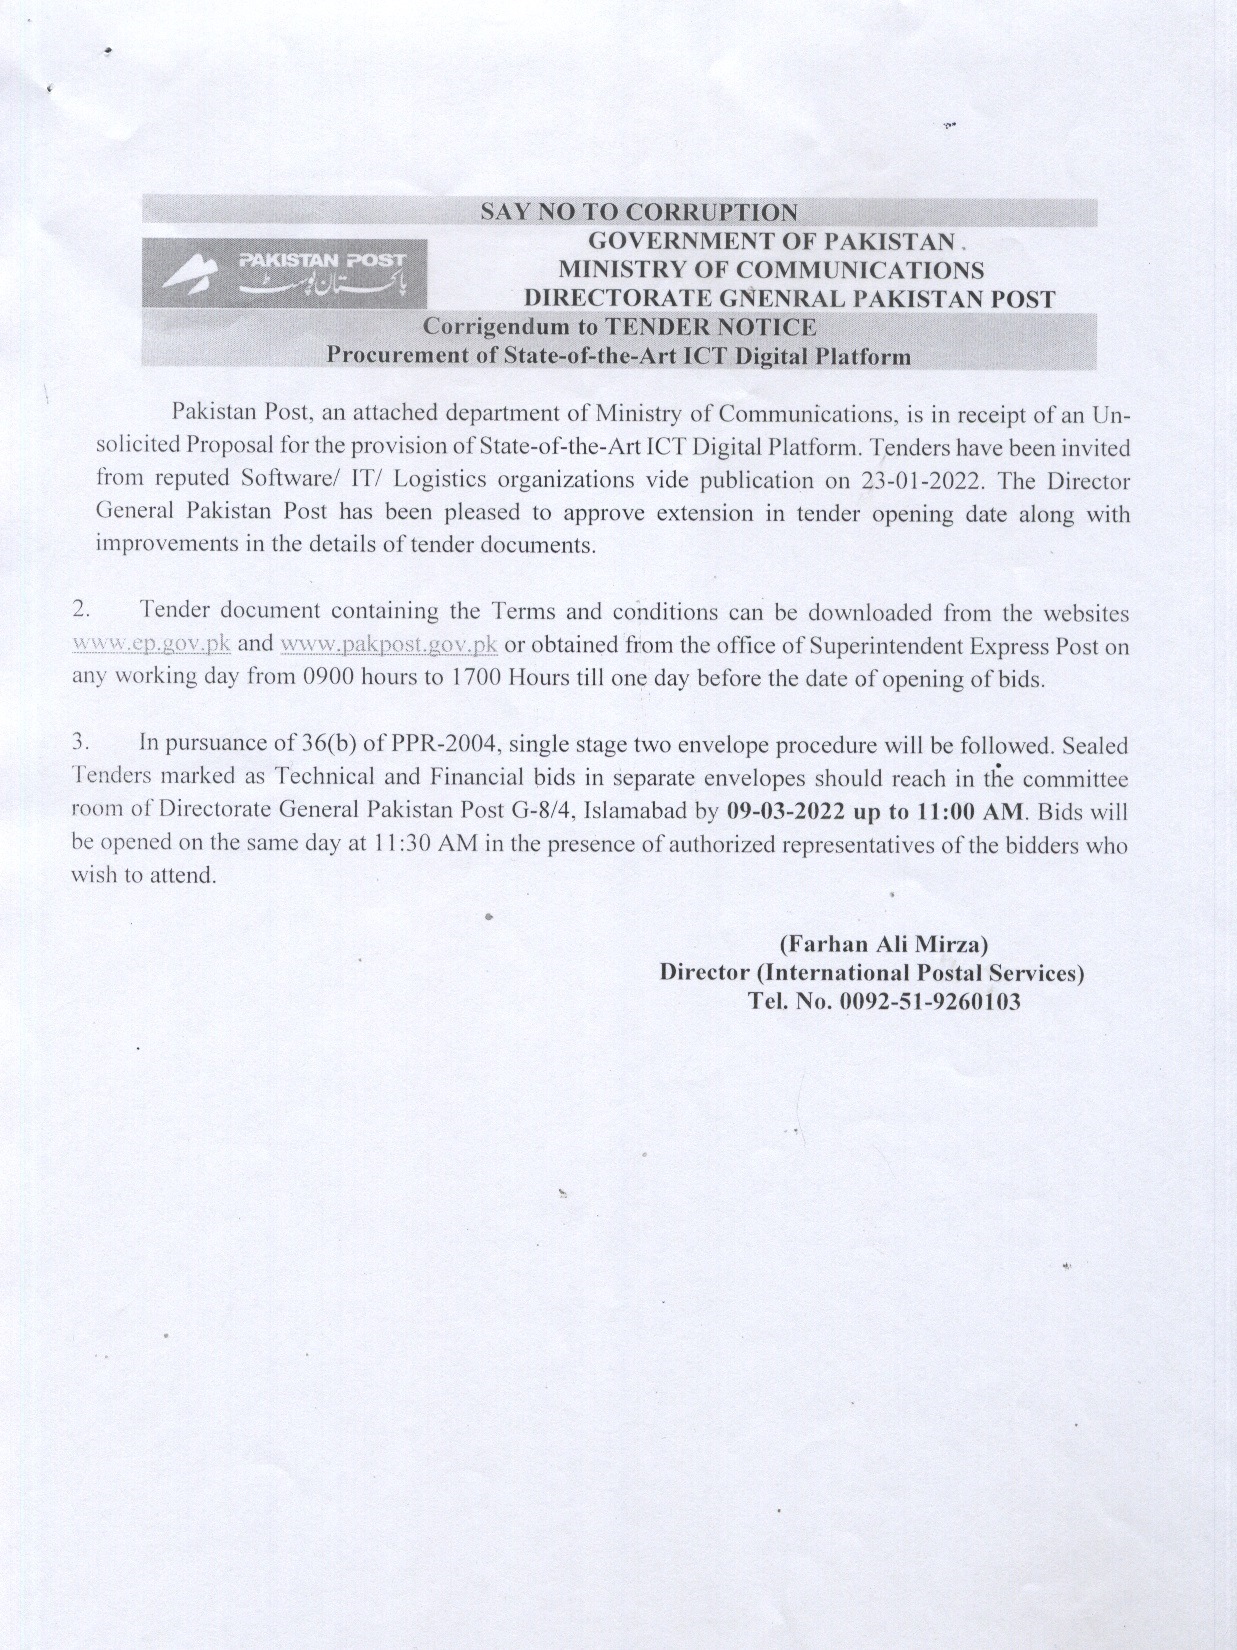 SAY NO TO CORRUPTION
GOVERNMENT OF PAKISTAN
PAKISTAN POST
پاکستان پوسٹ
MINISTRY OF COMMUNICATIONS
DIRECTORATE GNENRAL PAKISTAN POST
Corrigendum to TENDER NOTICE
Procurement of State-of-the-Art ICT Digital Platform
Pakistan Post, an attached department of Ministry of Communications, is in receipt of an Un-
solicited Proposal for the provision of State-of-the-Art ICT Digital Platform. Tenders have been invited
from reputed Software/ IT/ Logistics organizations vide publication on 23-01-2022. The Director
General Pakistan Post has been pleased to approve extension in tender opening date along with
improvements in the details of tender documents.
2. Tender document containing the Terms and conditions can be downloaded from the websites
www.ep.gov.pk and www.pakpost.gov.pk or obtained from the office of Superintendent Express Post on
any working day from 0900 hours to 1700 Hours till one day before the date of opening of bids.
3. In pursuance of 36(b) of PPR-2004, single stage two envelope procedure will be followed. Sealed
Tenders marked as Technical and Financial bids in separate envelopes should reach in the committee
room of Directorate General Pakistan Post G-8/4, Islamabad by 09-03-2022 up to 11:00 AM. Bids will
be opened on the same day at 11:30 AM in the presence of authorized representatives of the bidders who
wish to attend.
(Farhan Ali Mirza)
Director (International Postal Services)
Tel. No. 0092-51-9260103